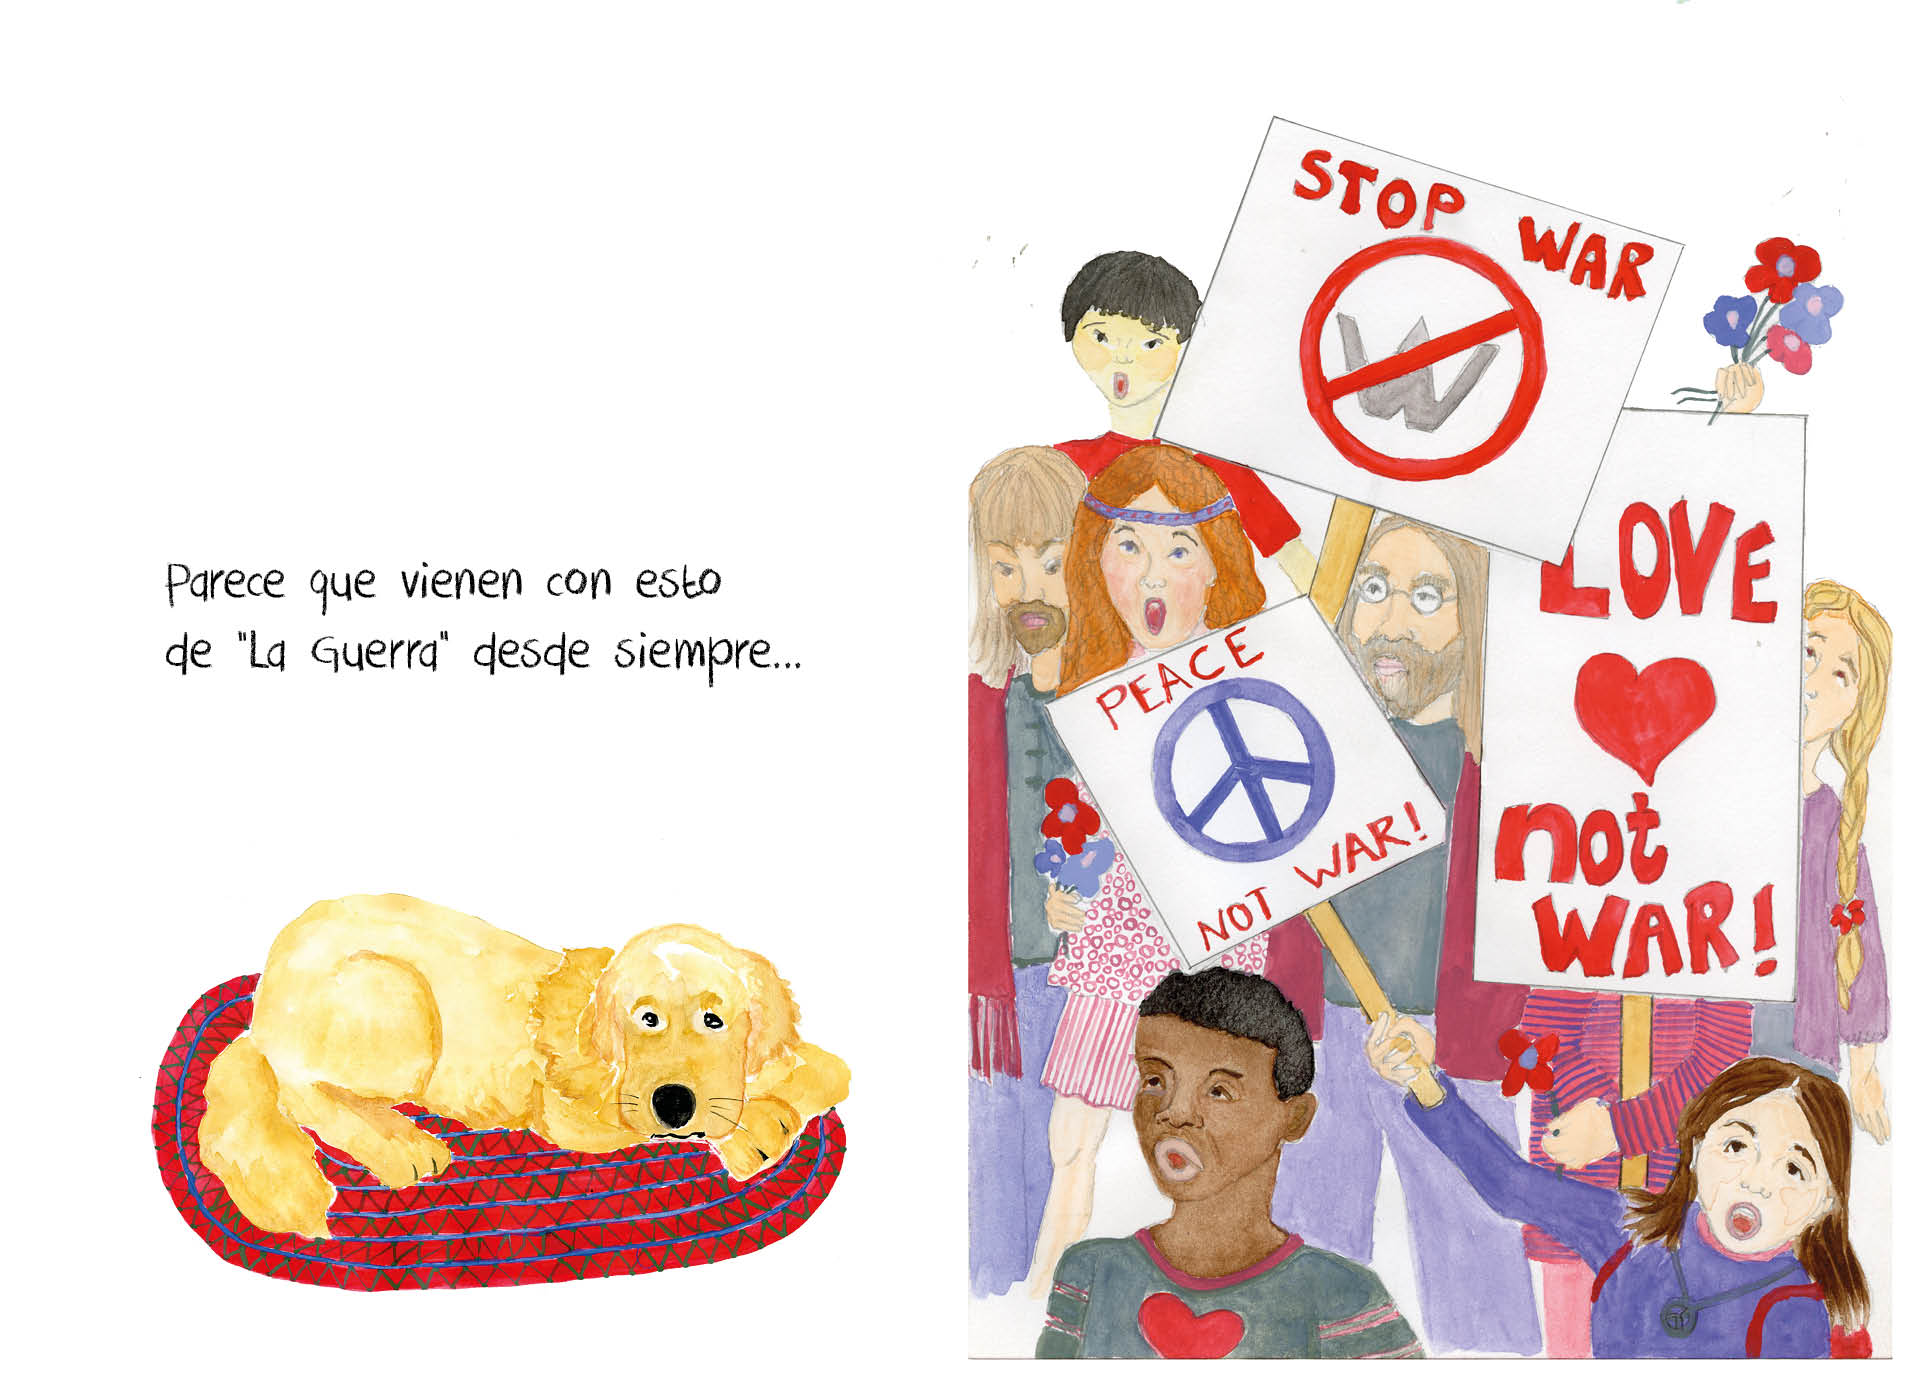 Parece que vienen con esto
de "La Guerra" desde siempre...
STOP WAR
W
LOVE
not
WAR!
PEACE
NOT WAR!